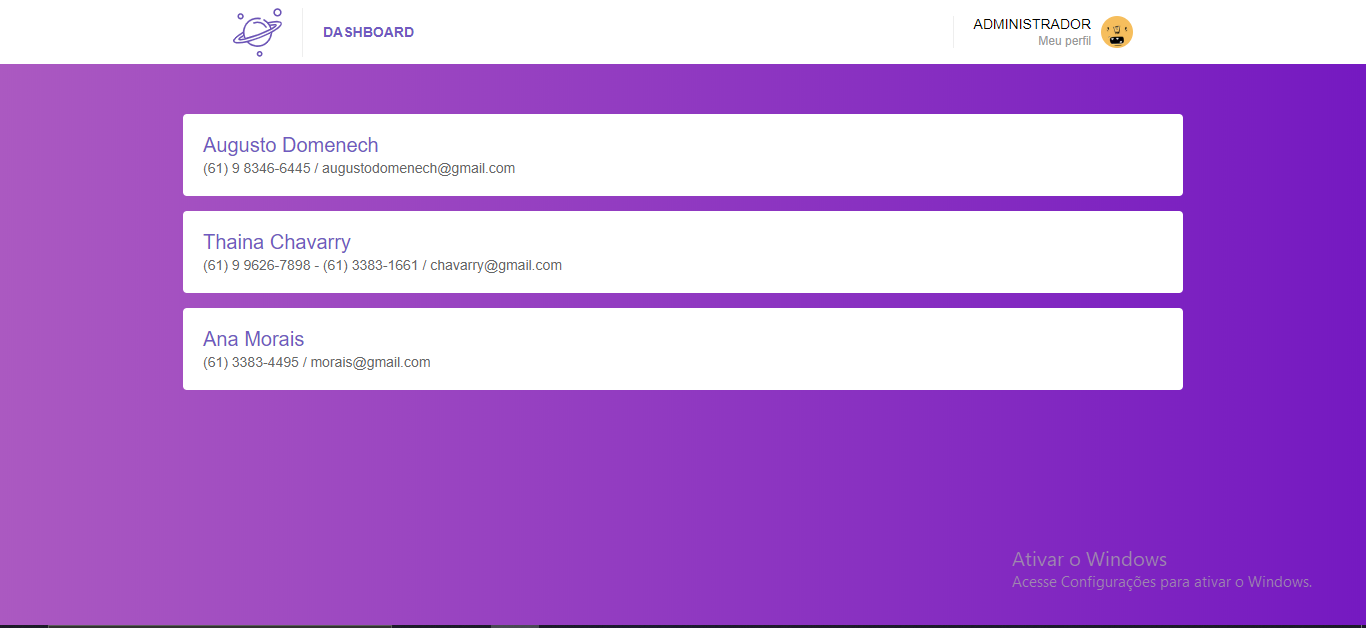 DASHBOARD
ADMINISTRADOR
Meu perfil
Augusto Domenech
(61) 9 8346-6445 / augustodomenech@gmail.com
Thaina Chavarry
(61) 9 9626-7898 - (61) 3383-1661 / chavarry@gmail.com
Ana Morais
(61) 3383-4495 / morais@gmail.com
Ativar o Windows
Acesse Configurações para ativar o Windows.